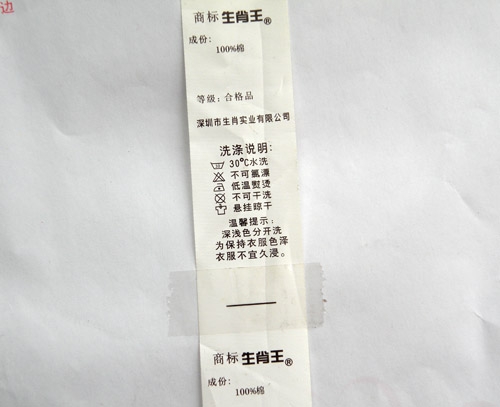 边
商标 生肖王®
成份:
100%棉
等级: 合格品
深圳市生肖实业有限公司
洗涤说明:
30°C水洗
不可氯漂
低温熨烫
不可干洗
悬挂晾干
温馨提示:
深浅色分开洗
为保持衣服色泽
衣服不宜久浸。
商标 生肖王®
成份:
100%棉